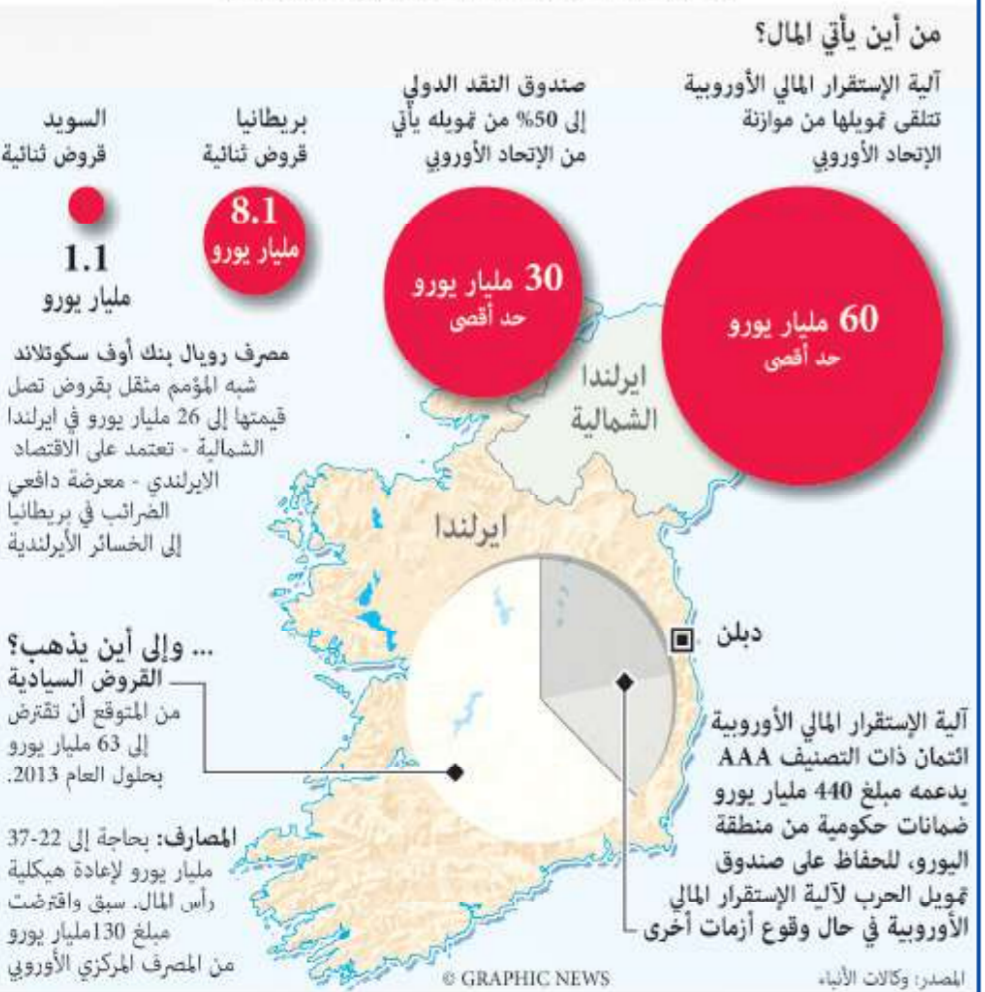 من أين يأتي المال؟
آلية الإستقرار المالي الأوروبية
تتلقى تمويلها من موازنة
الإتحاد الأوروبي
60 مليار يورو
حد أقصى
صندوق النقد الدولي
إلى 50% من تمويله يأتي
من الإتحاد الأوروبي
30 مليار يورو
حد أقصى
بريطانيا
قروض ثنائية
8.1
مليار يورو
السويد
قروض ثنائية
1.1
مليار يورو
مصرف رويال بنك أوف سكوتلاند
شبه المؤمم مثقل بقروض تصل
قيمتها إلى 26 مليار يورو في ايرلندا
الشمالية - تعتمد على الاقتصاد
الايرلندي - معرضة دافعي
الضرائب في بريطانيا
إلى الخسائر الأيرلندية
ايرلندا
الشمالية
ايرلندا
دبلن
... وإلى أين يذهب؟
القروض السيادية
من المتوقع أن تقترض
إلى 63 مليار يورو
بحلول العام 2013.
المصارف: بحاجة إلى 22-37
مليار يورو لإعادة هيكلية
رأس المال. سبق واقترضت
مبلغ 130مليار يورو
من المصرف المركزي الأوروبي
آلية الإستقرار المالي الأوروبية
ائتمان ذات التصنيف AAA
يدعمه مبلغ 440 مليار يورو
ضمانات حكومية من منطقة
اليورو، للحفاظ على صندوق
تمويل الحرب لآلية الإستقرار المالي
الأوروبية في حال وقوع أزمات أخرى
المصدر: وكالات الأنباء
© GRAPHIC NEWS